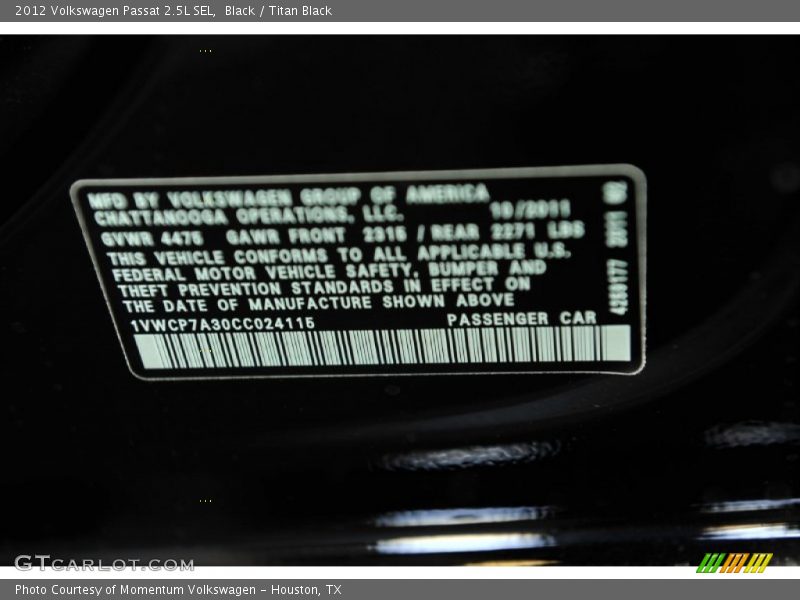 2012 Volkswagen Passat 2.5L SEL,  Black / Titan Black
MFD BY VOLKSWAGEN GROUP OF AMERICA
CHATTANOOGA OPERATIONS, LLC. 10/2011
GVWR 4475 GAWR FRONT 2315 / REAR 2271 LBS
THIS VEHICLE CONFORMS TO ALL APPLICABLE U.S.
FEDERAL MOTOR VEHICLE SAFETY, BUMPER AND
THEFT PREVENTION STANDARDS IN EFFECT ON
THE DATE OF MANUFACTURE SHOWN ABOVE
1VWCP7A30CC024115 PASSENGER CAR
2011
GTCARLOT.COM
Photo Courtesy of Momentum Volkswagen - Houston, TX